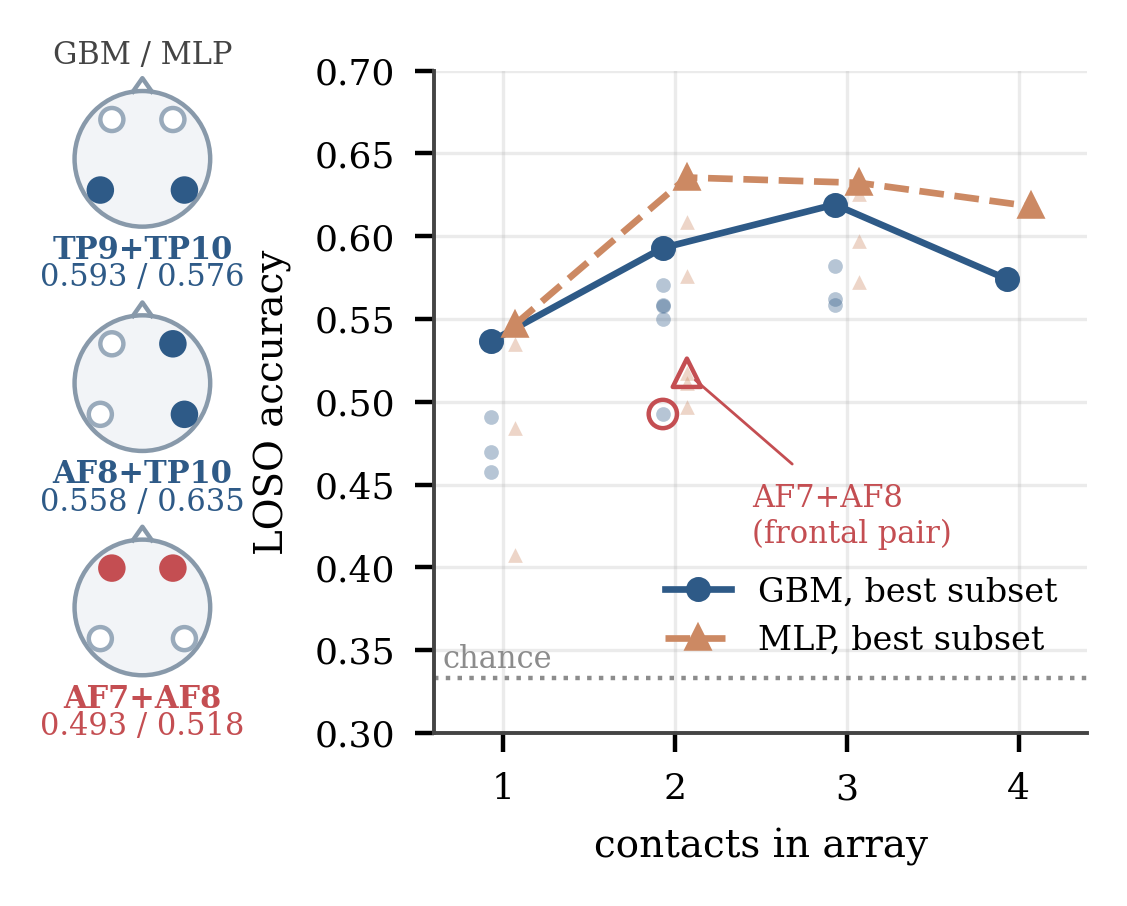 GBM / MLP
TP9+TP10
0.593 / 0.576
AF8+TP10
0.558 / 0.635
AF7+AF8
0.493 / 0.518
LOSO accuracy
0.70
0.65
0.60
0.55
0.50
0.45
0.40
0.35
0.30
AF7+AF8
(frontal pair)
GBM, best subset
MLP, best subset
chance
1 2 3 4
contacts in array